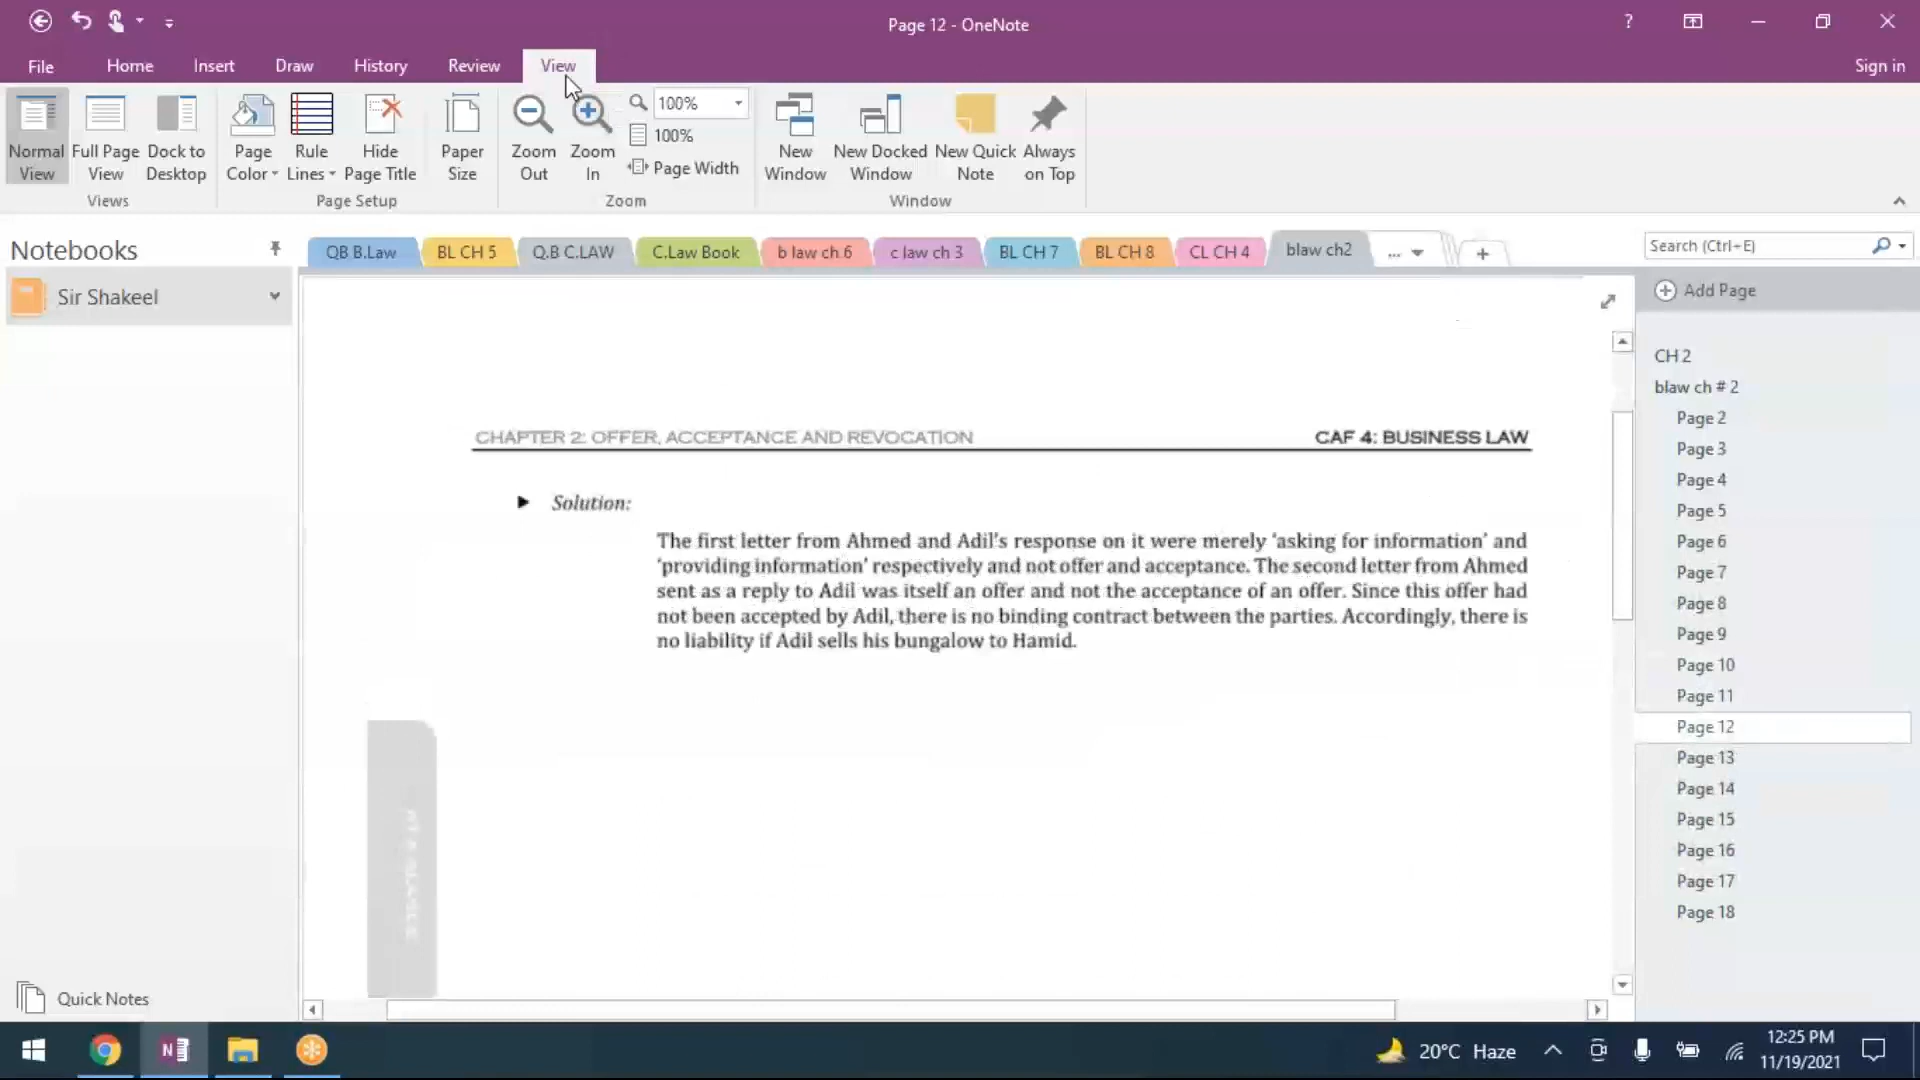 Page 12 - OneNote
?
File
Home
Insert
Draw
History
Review
View
Sign in
Normal View
Full Page View
Dock to Desktop
Views
Page Color
Rule Lines
Hide Page Title
Paper Size
Page Setup
Zoom Out
Zoom In
100%
100%
Page Width
Zoom
New Window
New Docked Window
New Quick Note
Always on Top
Window
Notebooks
Sir Shakeel
QB B.Law
BL CH 5
Q.B C.LAW
C.Law Book
b law ch 6
c law ch 3
BL CH 7
BL CH 8
CL CH 4
blaw ch2
...
Search (Ctrl+E)
Add Page
CHAPTER 2: OFFER, ACCEPTANCE AND REVOCATION
CAF 4: BUSINESS LAW
Solution:
The first letter from Ahmed and Adil's response on it were merely 'asking for information' and
'providing information' respectively and not offer and acceptance. The second letter from Ahmed
sent as a reply to Adil was itself an offer and not the acceptance of an offer. Since this offer had
not been accepted by Adil, there is no binding contract between the parties. Accordingly, there is
no liability if Adil sells his bungalow to Hamid.
CH 2
blaw ch # 2
Page 2
Page 3
Page 4
Page 5
Page 6
Page 7
Page 8
Page 9
Page 10
Page 11
Page 12
Page 13
Page 14
Page 15
Page 16
Page 17
Page 18
Quick Notes
20°C Haze
12:25 PM
11/19/2021